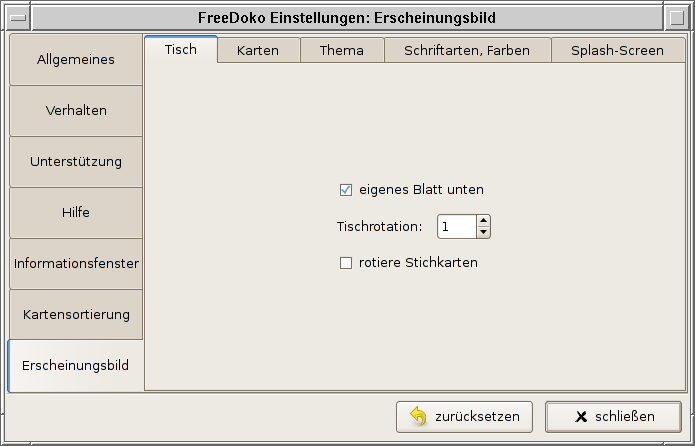 FreeDoko Einstellungen: Erscheinungsbild
Allgemeines
Verhalten
Unterstützung
Hilfe
Informationsfenster
Kartensortierung
Erscheinungsbild
Tisch
Karten
Thema
Schriftarten, Farben
Splash-Screen
eigenes Blatt unten
Tischrotation: 1
rotiere Stichkarten
zurücksetzen
schließen